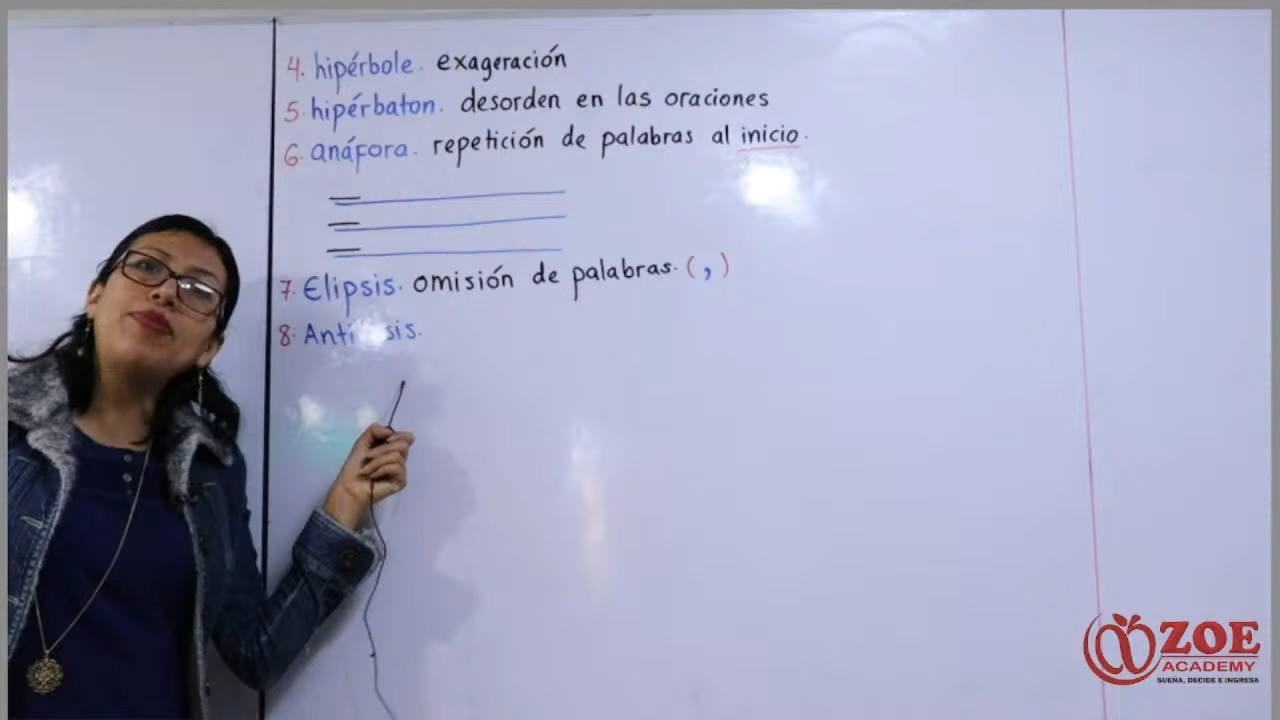 4. hipérbole. exageración
5. hipérbaton. desorden en las oraciones
6. anáfora. repetición de palabras al inicio.
7. Elipsis. omisión de palabras. ( , )
8. 
ZOE
ACADEMY
SUEÑA, DECIDE E INGRESA